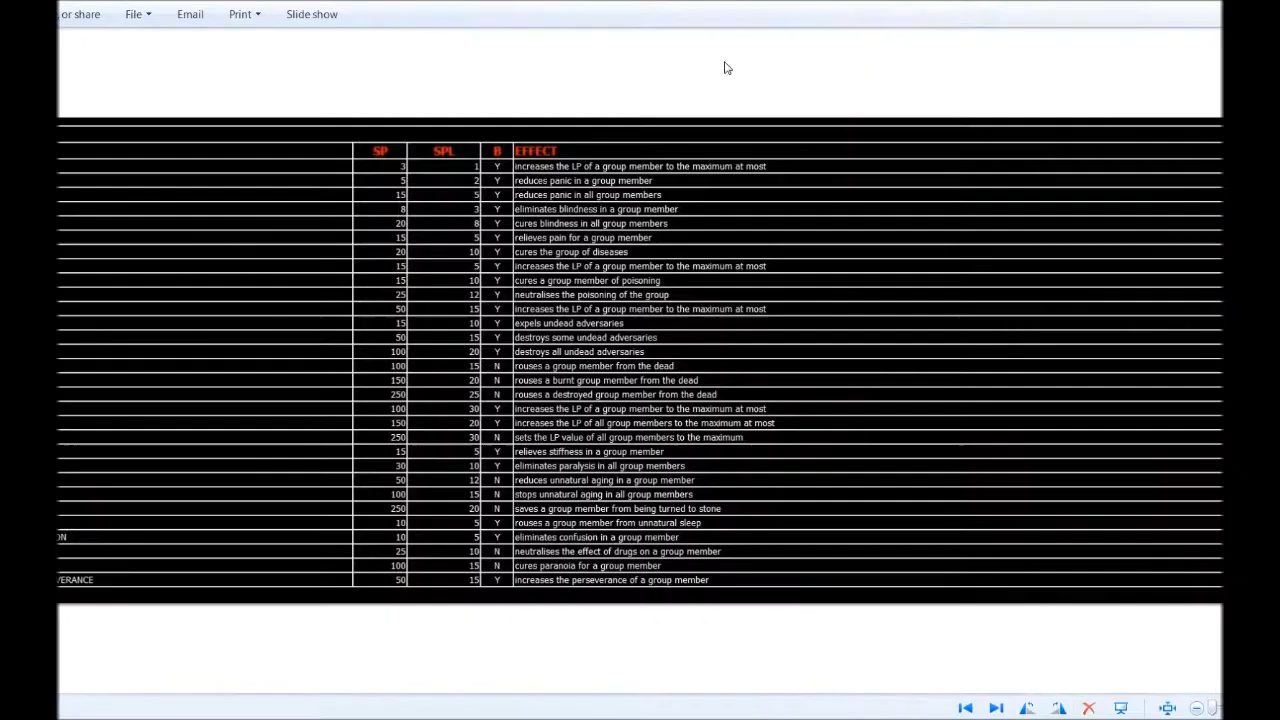 or share File Email Print Slide show
SP SPL B EFFECT
3 1 Y increases the LP of a group member to the maximum at most
5 2 Y reduces panic in a group member
15 5 Y reduces panic in all group members
8 3 Y eliminates blindness in a group member
20 8 Y cures blindness in all group members
15 5 Y relieves pain for a group member
20 10 Y cures the group of diseases
15 5 Y increases the LP of a group member to the maximum at most
15 10 Y cures a group member of poisoning
25 12 Y neutralises the poisoning of the group
50 15 Y increases the LP of a group member to the maximum at most
15 10 Y expels undead adversaries
50 15 Y destroys some undead adversaries
100 20 Y destroys all undead adversaries
100 15 N rouses a group member from the dead
150 20 N rouses a burnt group member from the dead
250 25 N rouses a destroyed group member from the dead
100 30 Y increases the LP of a group member to the maximum at most
150 20 Y increases the LP of all group members to the maximum at most
250 30 N sets the LP value of all group members to the maximum
15 5 Y relieves stiffness in a group member
30 10 Y eliminates paralysis in all group members
50 12 N reduces unnatural aging in a group member
100 15 N stops unnatural aging in all group members
250 20 N saves a group member from being turned to stone
10 5 Y rouses a group member from unnatural sleep
ON 10 5 Y eliminates confusion in a group member
25 10 N neutralises the effect of drugs on a group member
100 15 N cures paranoia for a group member
VERANCE 50 15 Y increases the perseverance of a group member